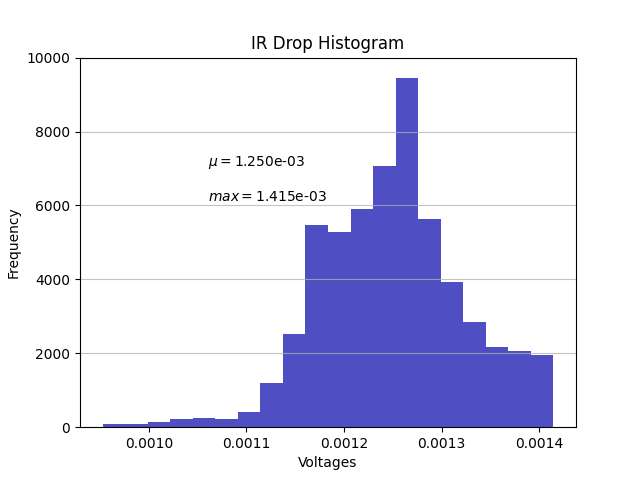 IR Drop Histogram
10000
8000
6000
4000
2000
0
Frequency
μ = 1.250e-03
max = 1.415e-03
0.0010 0.0011 0.0012 0.0013 0.0014
Voltages